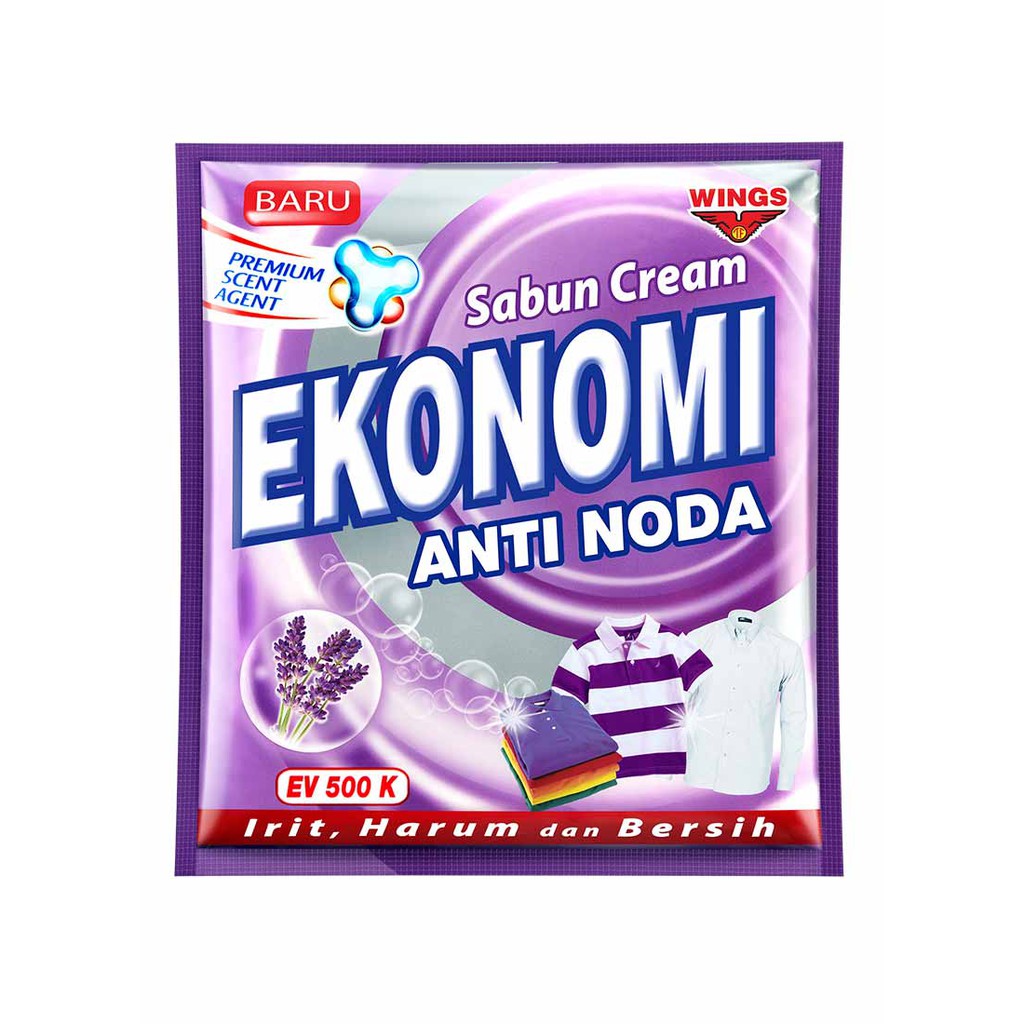 BARU
WINGS
PREMIUM
SCENT
AGENT
Sabun Cream
EKONOMI
ANTI NODA
EV 500 K
Irit, Harum dan Bersih